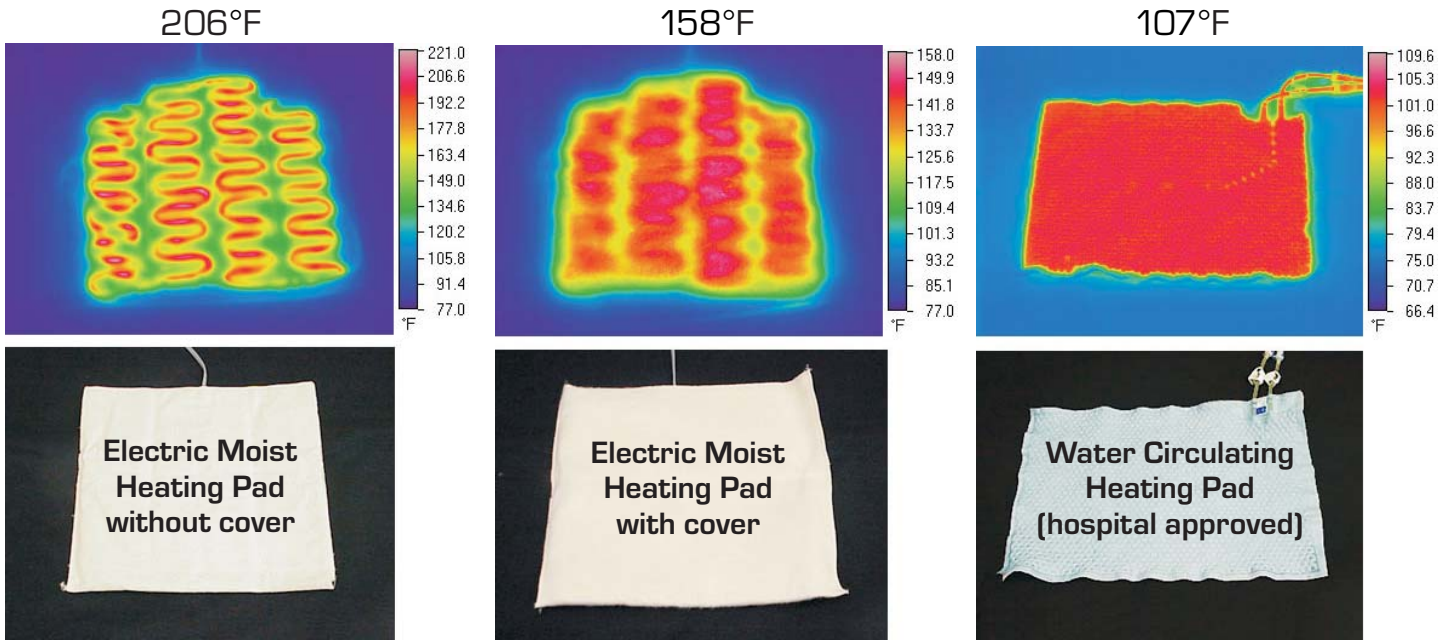 206°F
158°F
107°F
221.0
206.6
192.2
177.8
163.4
149.0
134.6
120.2
105.8
91.4
77.0
°F
158.0
149.9
141.8
133.7
125.6
117.5
109.4
101.3
93.2
85.1
77.0
°F
109.6
105.3
101.0
96.6
92.3
88.0
83.7
79.4
75.0
70.7
66.4
°F
Electric Moist
Heating Pad
without cover
Electric Moist
Heating Pad
with cover
Water Circulating
Heating Pad
(hospital approved)